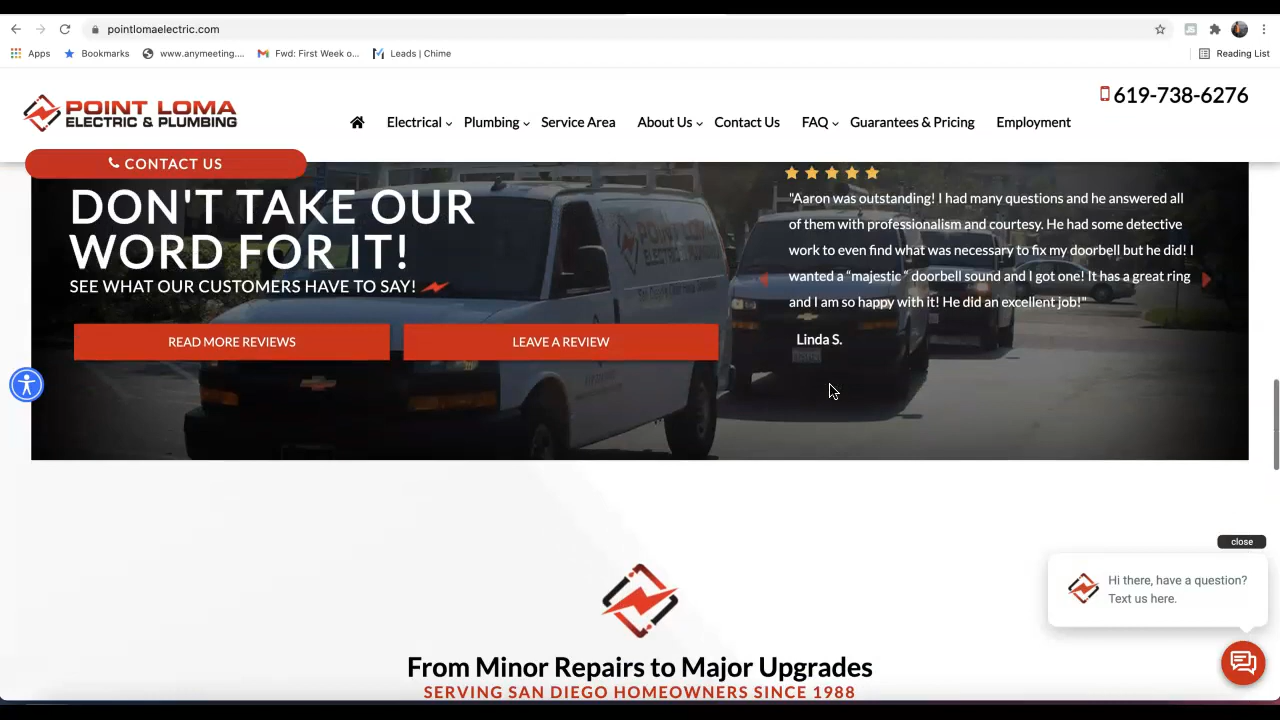 pointlomaelectric.com
Apps
Bookmarks
www.anymeeting....
Fwd: First Week o...
Leads | Chime
Reading List
POINT LOMA
ELECTRIC & PLUMBING
619-738-6276
Electrical
Plumbing
Service Area
About Us
Contact Us
FAQ
Guarantees & Pricing
Employment
CONTACT US
DON'T TAKE OUR
WORD FOR IT!
SEE WHAT OUR CUSTOMERS HAVE TO SAY!
READ MORE REVIEWS
LEAVE A REVIEW
"Aaron was outstanding! I had many questions and he answered all
of them with professionalism and courtesy. He had some detective
work to even find what was necessary to fix my doorbell but he did! I
wanted a “majestic “ doorbell sound and I got one! It has a great ring
and I am so happy with it! He did an excellent job!"
Linda S.
close
Hi there, have a question?
Text us here.
From Minor Repairs to Major Upgrades
SERVING SAN DIEGO HOMEOWNERS SINCE 1988